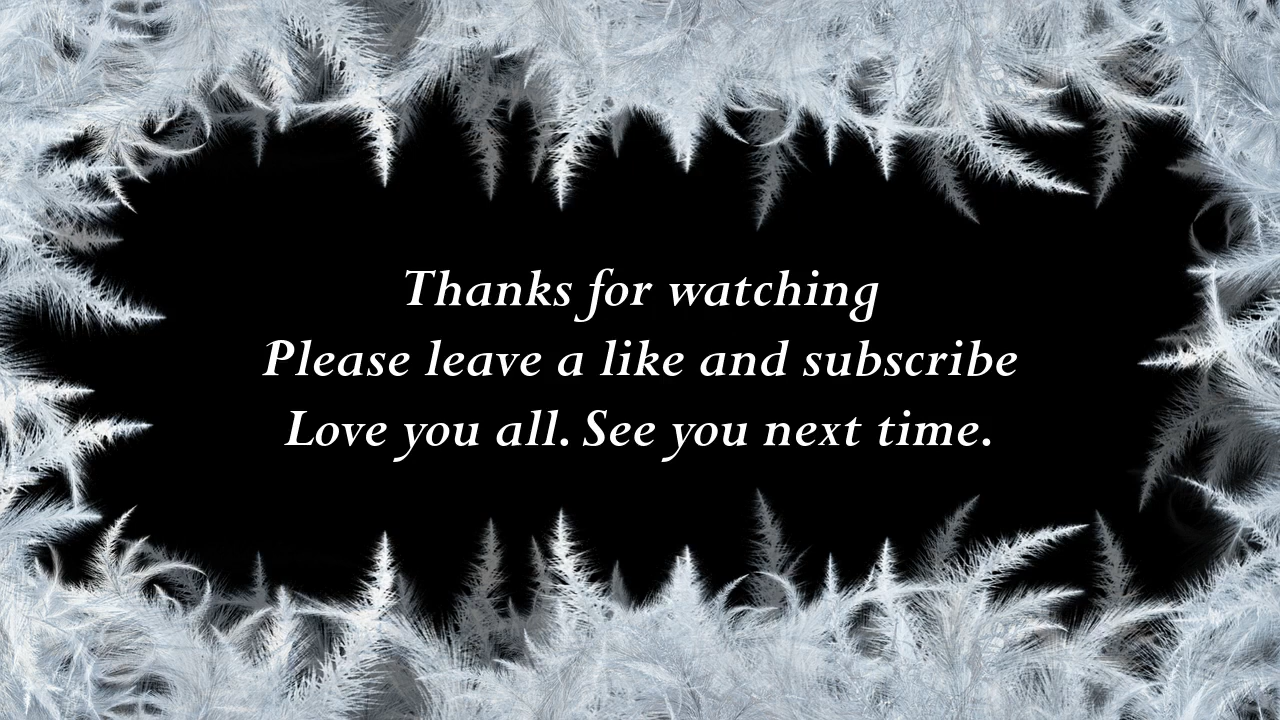 Thanks for watching
Please leave a like and subscribe
Love you all. See you next time.